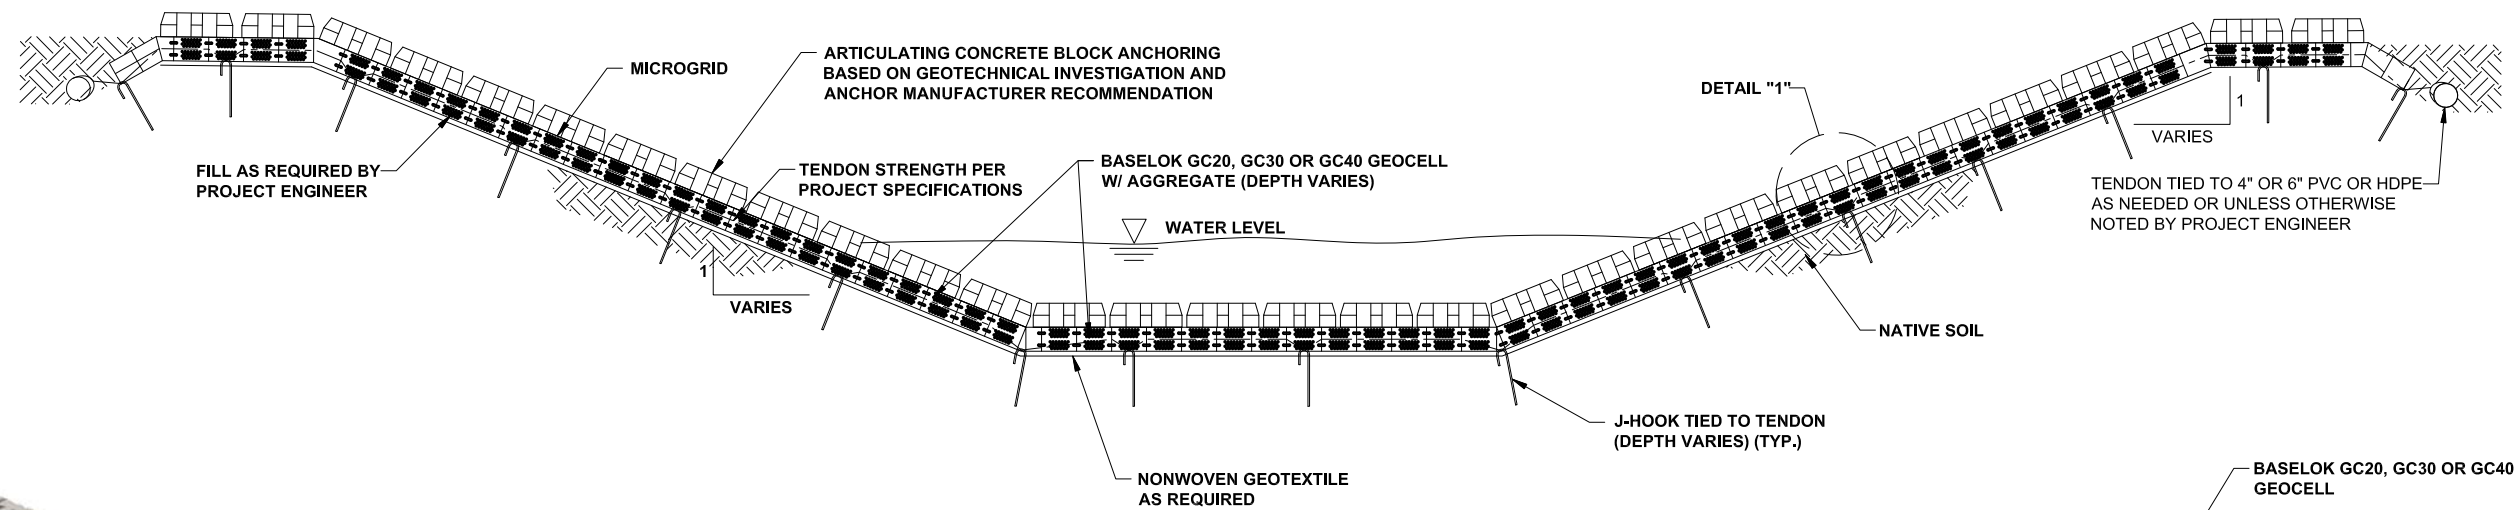 MICROGRID
ARTICULATING CONCRETE BLOCK ANCHORING
BASED ON GEOTECHNICAL INVESTIGATION AND
ANCHOR MANUFACTURER RECOMMENDATION
DETAIL "1"
1
VARIES
FILL AS REQUIRED BY
PROJECT ENGINEER
TENDON STRENGTH PER
PROJECT SPECIFICATIONS
BASELOK GC20, GC30 OR GC40 GEOCELL
W/ AGGREGATE (DEPTH VARIES)
TENDON TIED TO 4" OR 6" PVC OR HDPE
AS NEEDED OR UNLESS OTHERWISE
NOTED BY PROJECT ENGINEER
WATER LEVEL
1
VARIES
NATIVE SOIL
J-HOOK TIED TO TENDON
(DEPTH VARIES) (TYP.)
NONWOVEN GEOTEXTILE
AS REQUIRED
BASELOK GC20, GC30 OR GC40
GEOCELL